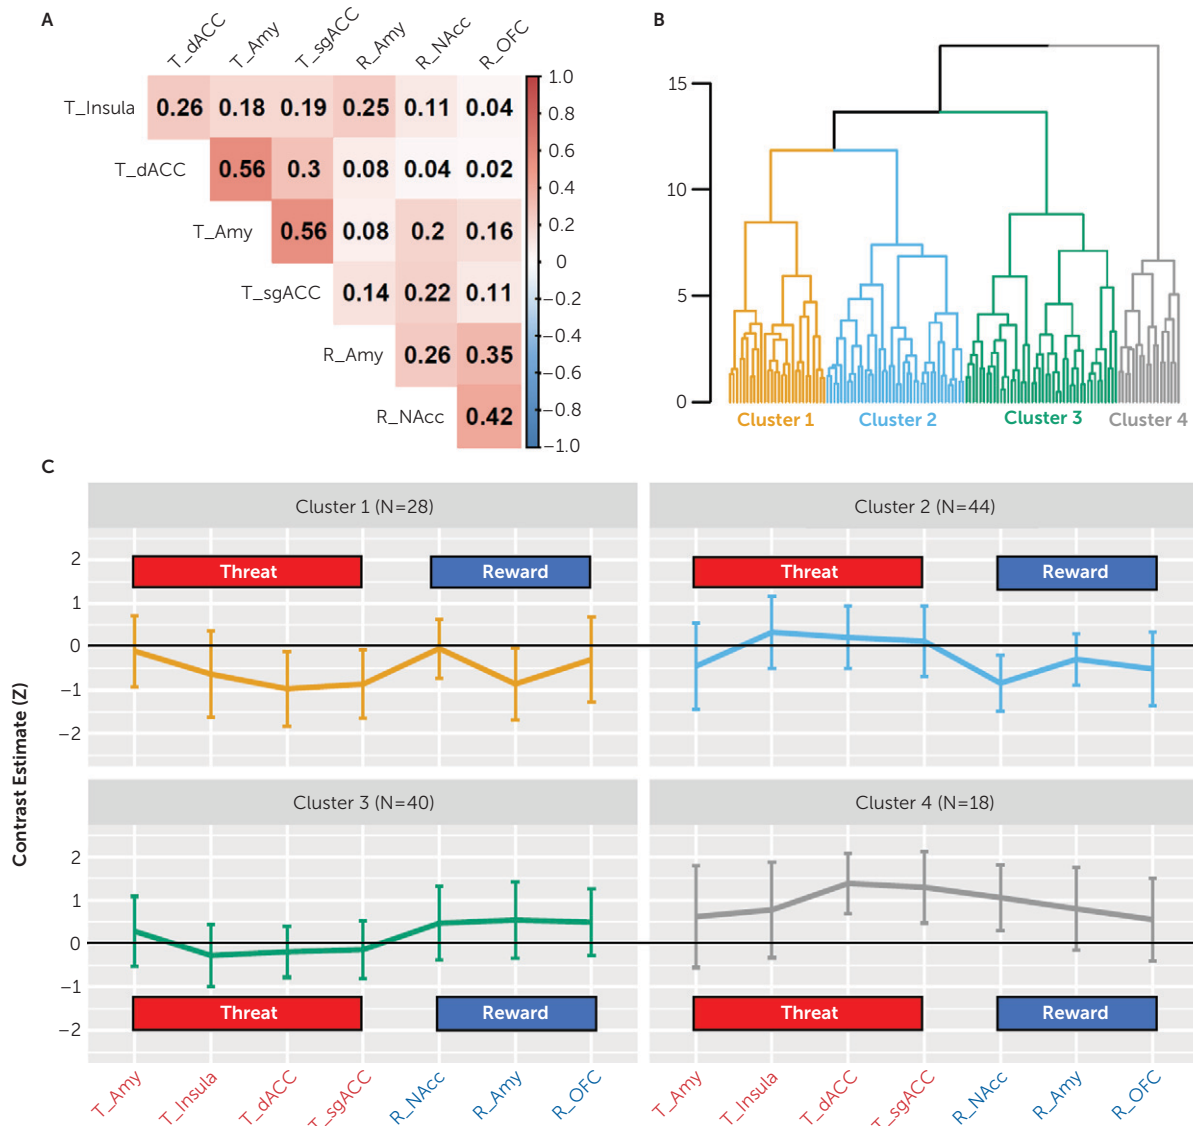 A
T_dACC
T_Amy
T_sgACC
R_Amy
R_NAcc
R_OFC
T_Insula 0.26 0.18 0.19 0.25 0.11 0.04
T_dACC 0.56 0.3 0.08 0.04 0.02
T_Amy 0.56 0.08 0.2 0.16
T_sgACC 0.14 0.22 0.11
R_Amy 0.26 0.35
R_NAcc 0.42
1.0
0.8
0.6
0.4
0.2
0
−0.2
−0.4
−0.6
−0.8
−1.0
B
15
10
5
0
Cluster 1 Cluster 2 Cluster 3 Cluster 4
C
Contrast Estimate (Z)
Cluster 1 (N=28)
Threat Reward
2
1
0
−1
−2
Cluster 2 (N=44)
Threat Reward
Cluster 3 (N=40)
2
1
0
−1
−2
Threat Reward
Cluster 4 (N=18)
Threat Reward
T_Amy
T_Insula
T_dACC
T_sgACC
R_NAcc
R_Amy
R_OFC
T_Amy
T_Insula
T_dACC
T_sgACC
R_NAcc
R_Amy
R_OFC